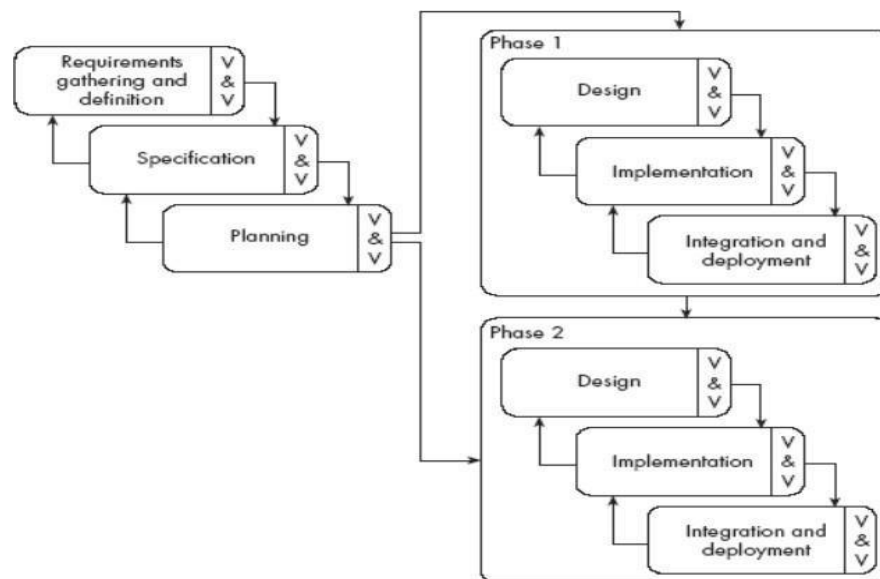 Requirements
gathering and
definition
V
&
V
Specification
V
&
V
Planning
V
&
V
Phase 1
Design
V
&
V
Implementation
V
&
V
Integration and
deployment
V
&
V
Phase 2
Design
V
&
V
Implementation
V
&
V
Integration and
deployment
V
&
V